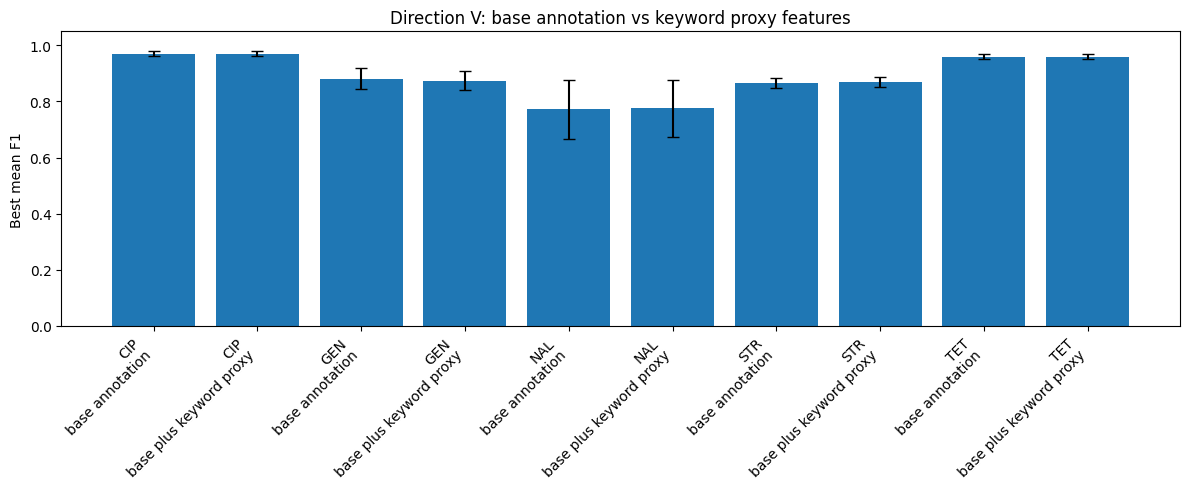 Direction V: base annotation vs keyword proxy features
Best mean F1
1.0
0.8
0.6
0.4
0.2
0.0
CIP
base annotation
CIP
base plus keyword proxy
GEN
base annotation
GEN
base plus keyword proxy
NAL
base annotation
NAL
base plus keyword proxy
STR
base annotation
STR
base plus keyword proxy
TET
base annotation
TET
base plus keyword proxy